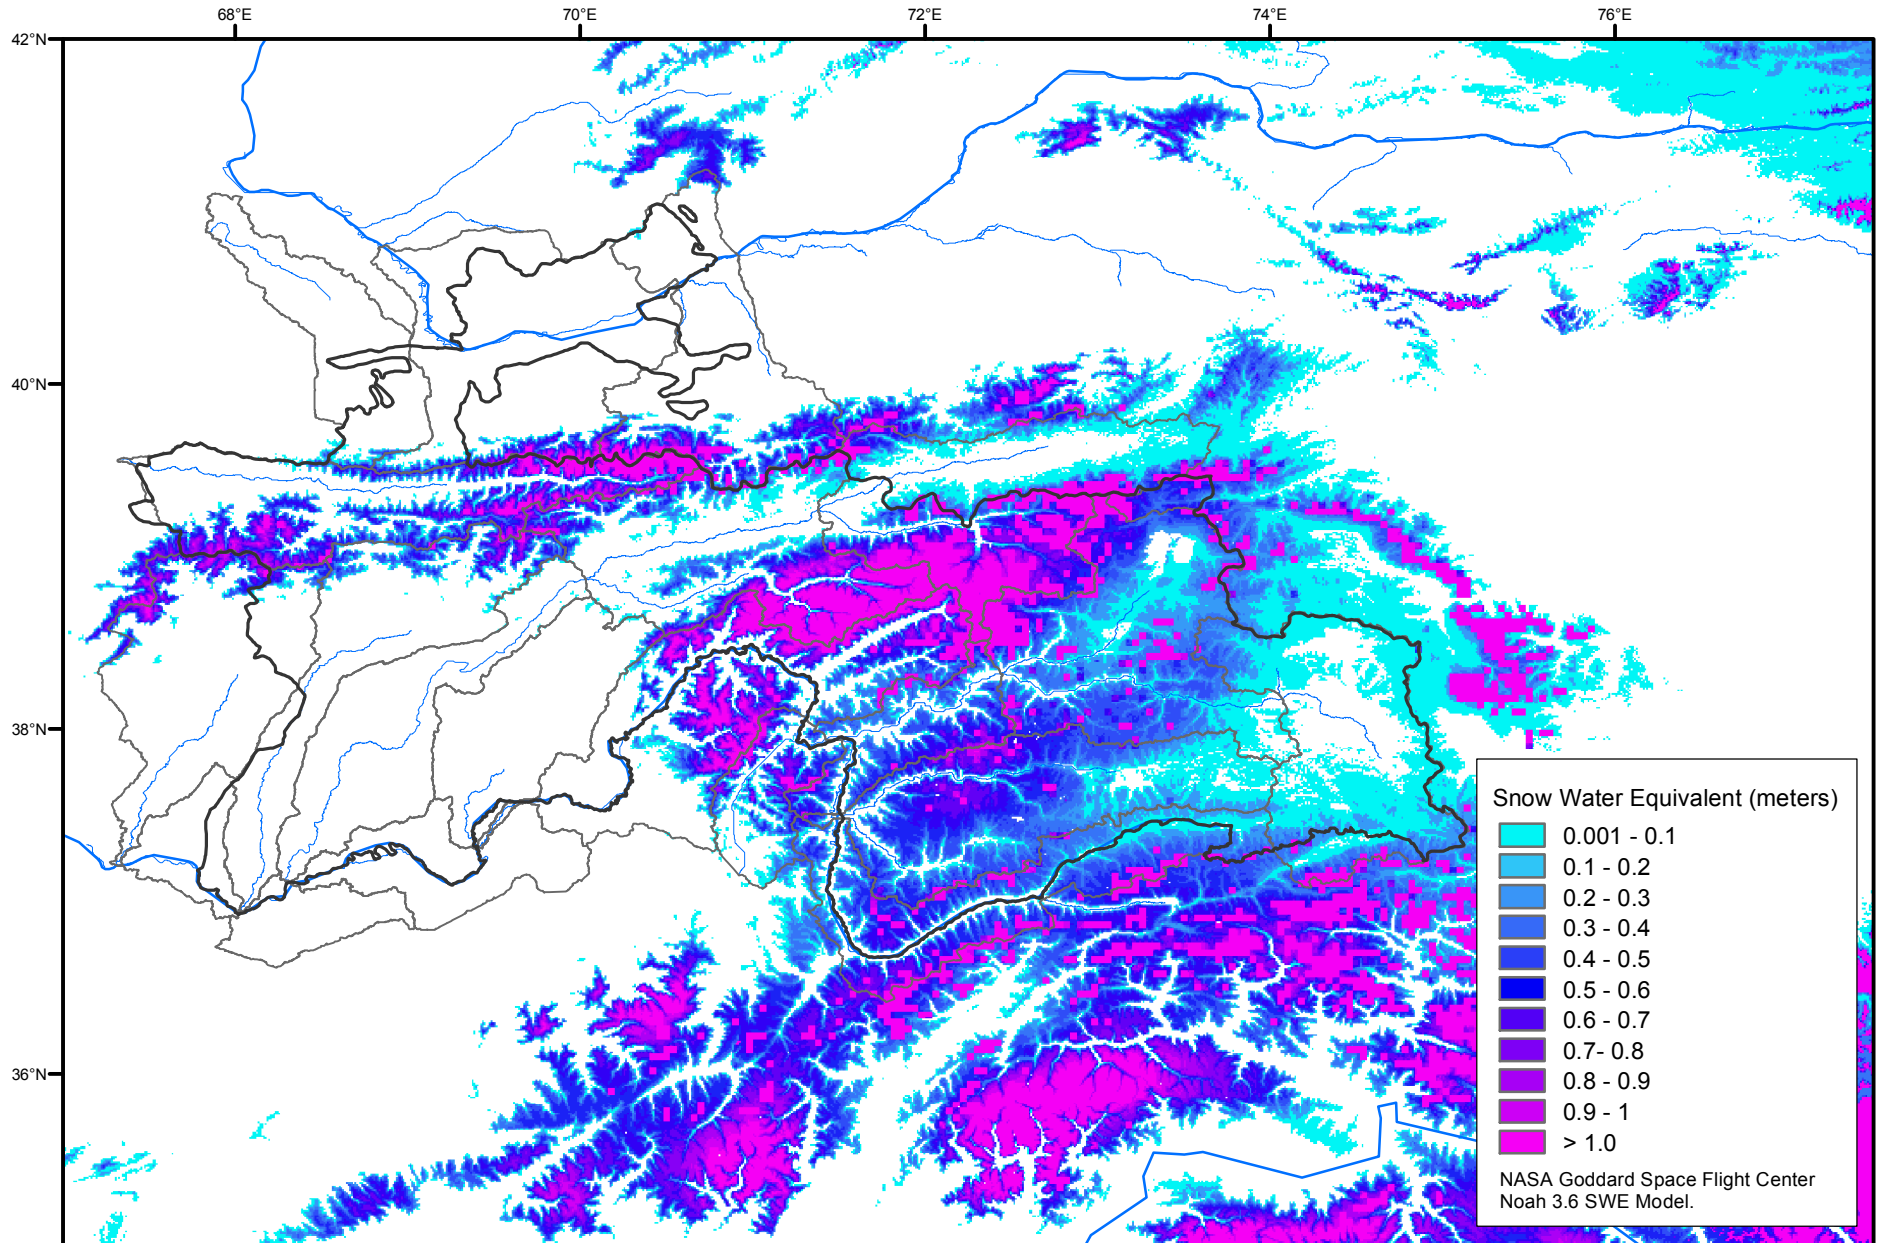 68°E 70°E 72°E 74°E 76°E
42°N
40°N
38°N
36°N
Snow Water Equivalent (meters)
0.001 - 0.1
0.1 - 0.2
0.2 - 0.3
0.3 - 0.4
0.4 - 0.5
0.5 - 0.6
0.6 - 0.7
0.7- 0.8
0.8 - 0.9
0.9 - 1
> 1.0
NASA Goddard Space Flight Center
Noah 3.6 SWE Model.